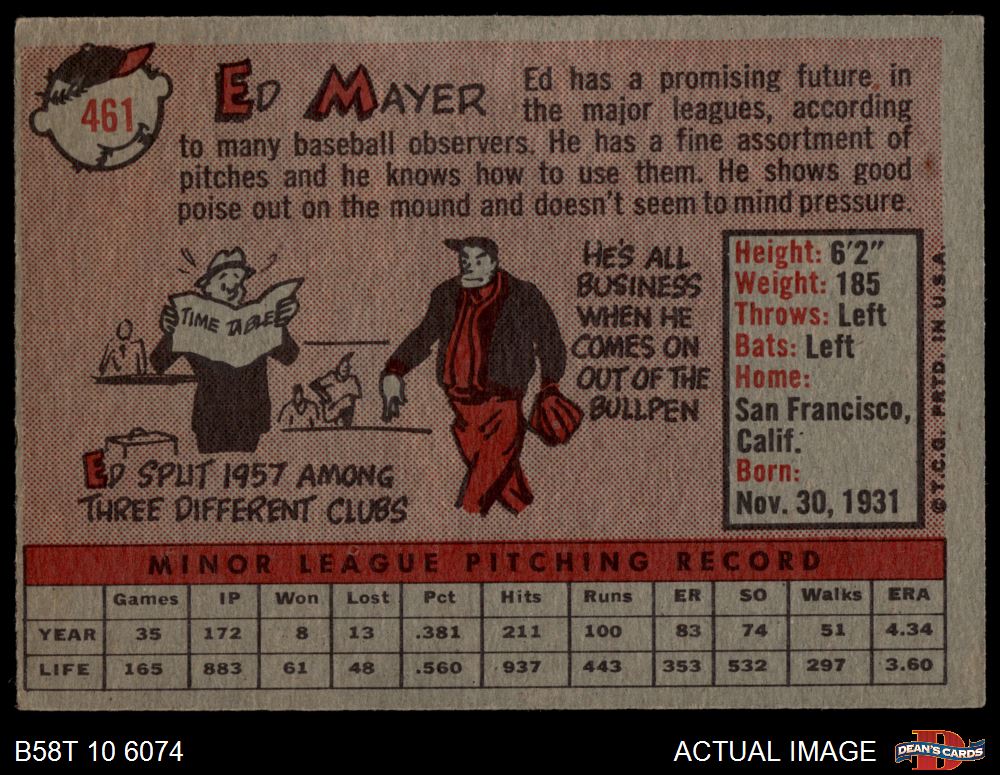 461
ED MAYER
Ed has a promising future in
the major leagues, according
to many baseball observers. He has a fine assortment of
pitches and he knows how to use them. He shows good
poise out on the mound and doesn't seem to mind pressure.
TIME TABLE
ED SPLIT 1957 AMONG
THREE DIFFERENT CLUBS
HE'S ALL
BUSINESS
WHEN HE
COMES ON
OUT OF THE
BULLPEN
Height: 6'2"
Weight: 185
Throws: Left
Bats: Left
Home:
San Francisco,
Calif.
Born:
Nov. 30, 1931
© T.C.G. PRTD. IN U.S.A.
MINOR LEAGUE PITCHING RECORD
Games IP Won Lost Pct Hits Runs ER SO Walks ERA
YEAR 35 172 8 13 .381 211 100 83 74 51 4.34
LIFE 165 883 61 48 .560 937 443 353 532 297 3.60
B58T 10 6074
ACTUAL IMAGE
DEAN'S CARDS